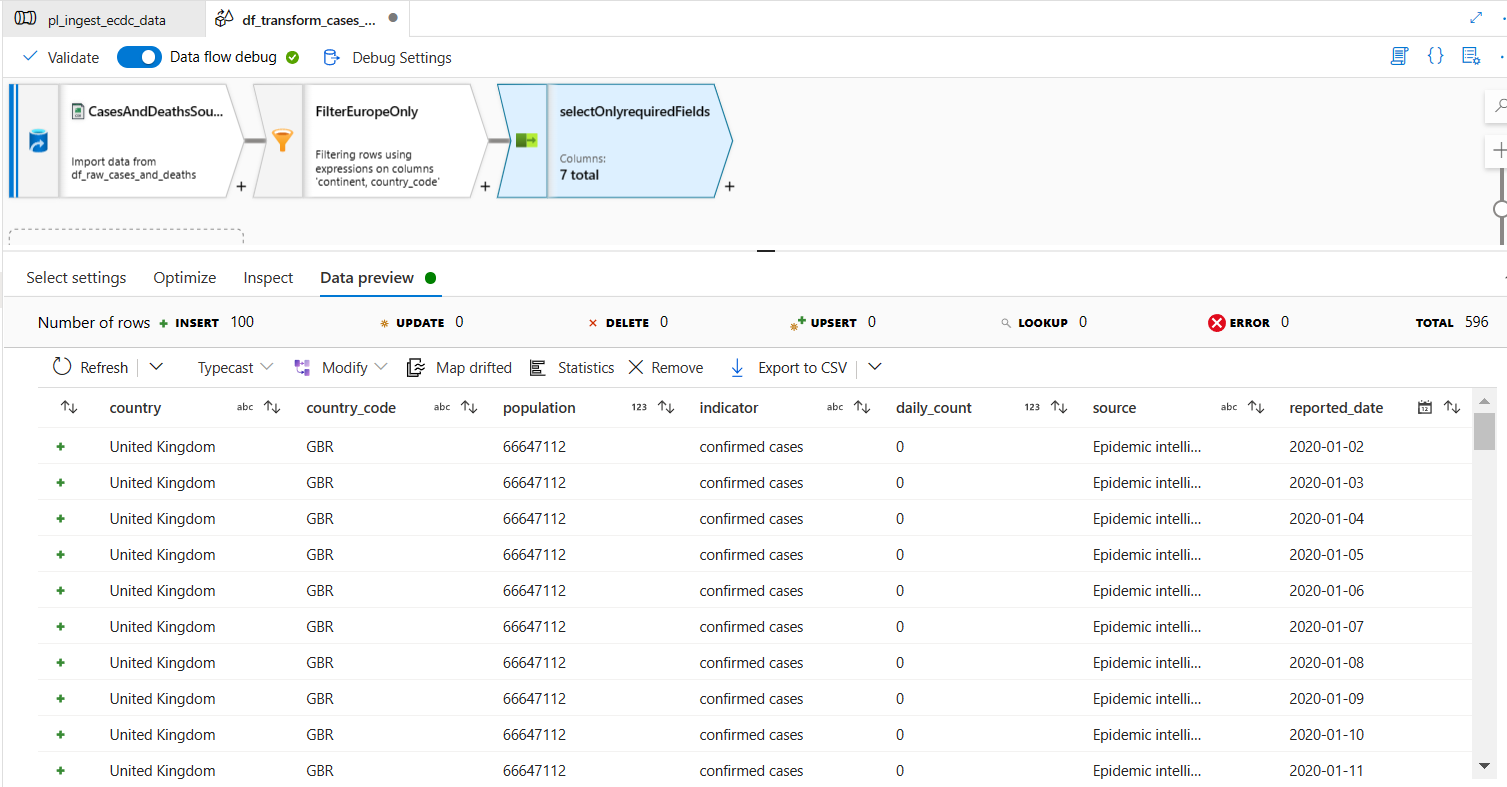 pl_ingest_ecdc_data
df_transform_cases_...
Validate
Data flow debug
Debug Settings
{}
CasesAndDeathsSou...
Import data from
df_raw_cases_and_deaths
+
FilterEuropeOnly
Filtering rows using
expressions on columns
'continent, country_code'
+
selectOnlyrequiredFields
Columns:
7 total
+
Select settings Optimize Inspect Data preview
Number of rows INSERT 100 UPDATE 0 DELETE 0 UPSERT 0 LOOKUP 0 ERROR 0 TOTAL 596
Refresh Typecast Modify Map drifted Statistics Remove Export to CSV
country abc country_code abc population 123 indicator abc daily_count 123 source abc reported_date 12
United Kingdom GBR 66647112 confirmed cases 0 Epidemic intelli... 2020-01-02
United Kingdom GBR 66647112 confirmed cases 0 Epidemic intelli... 2020-01-03
United Kingdom GBR 66647112 confirmed cases 0 Epidemic intelli... 2020-01-04
United Kingdom GBR 66647112 confirmed cases 0 Epidemic intelli... 2020-01-05
United Kingdom GBR 66647112 confirmed cases 0 Epidemic intelli... 2020-01-06
United Kingdom GBR 66647112 confirmed cases 0 Epidemic intelli... 2020-01-07
United Kingdom GBR 66647112 confirmed cases 0 Epidemic intelli... 2020-01-08
United Kingdom GBR 66647112 confirmed cases 0 Epidemic intelli... 2020-01-09
United Kingdom GBR 66647112 confirmed cases 0 Epidemic intelli... 2020-01-10
United Kingdom GBR 66647112 confirmed cases 0 Epidemic intelli... 2020-01-11